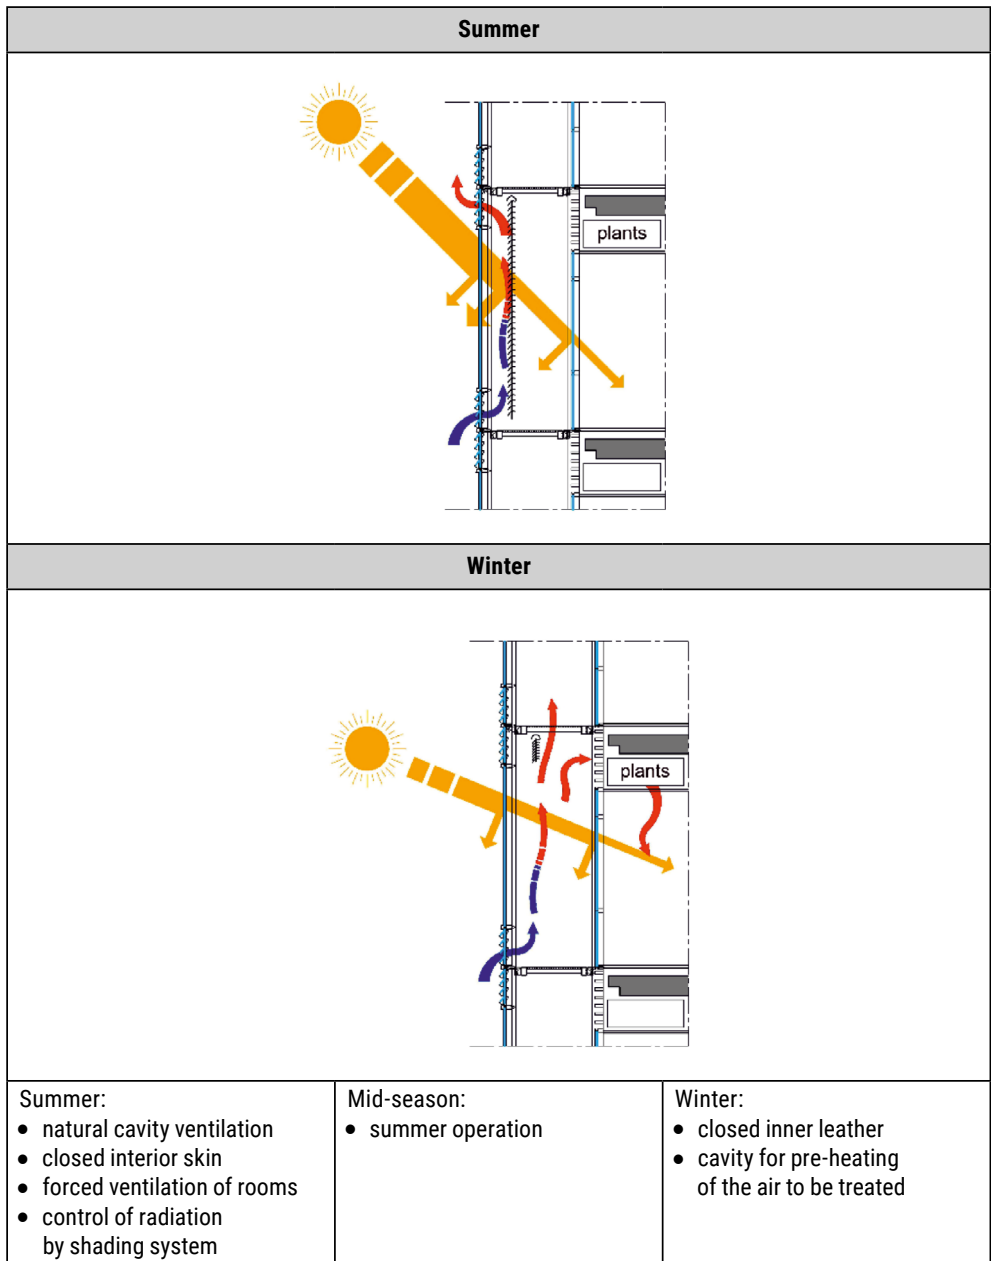 Summer
plants
Winter
plants
Summer:
• natural cavity ventilation
• closed interior skin
• forced ventilation of rooms
• control of radiation
by shading system
Mid-season:
• summer operation
Winter:
• closed inner leather
• cavity for pre-heating
of the air to be treated